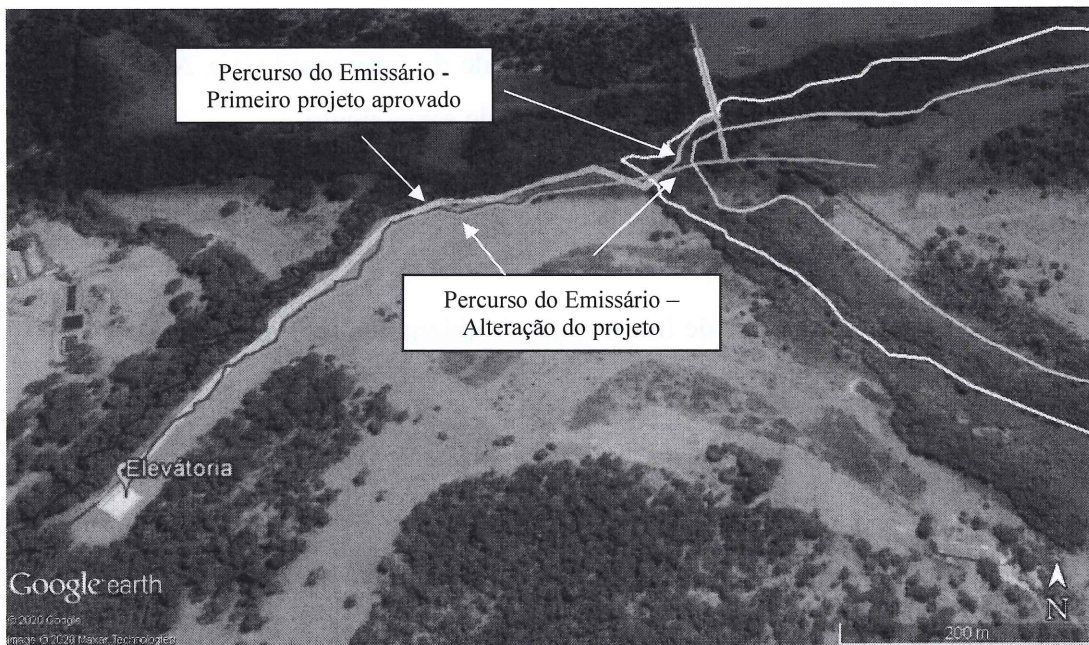 Percurso do Emissário -
Primeiro projeto aprovado
Percurso do Emissário –
Alteração do projeto
Elevátoria
Google earth
© 2020 Google
Image © 2020 Maxar Technologies
N
200 m